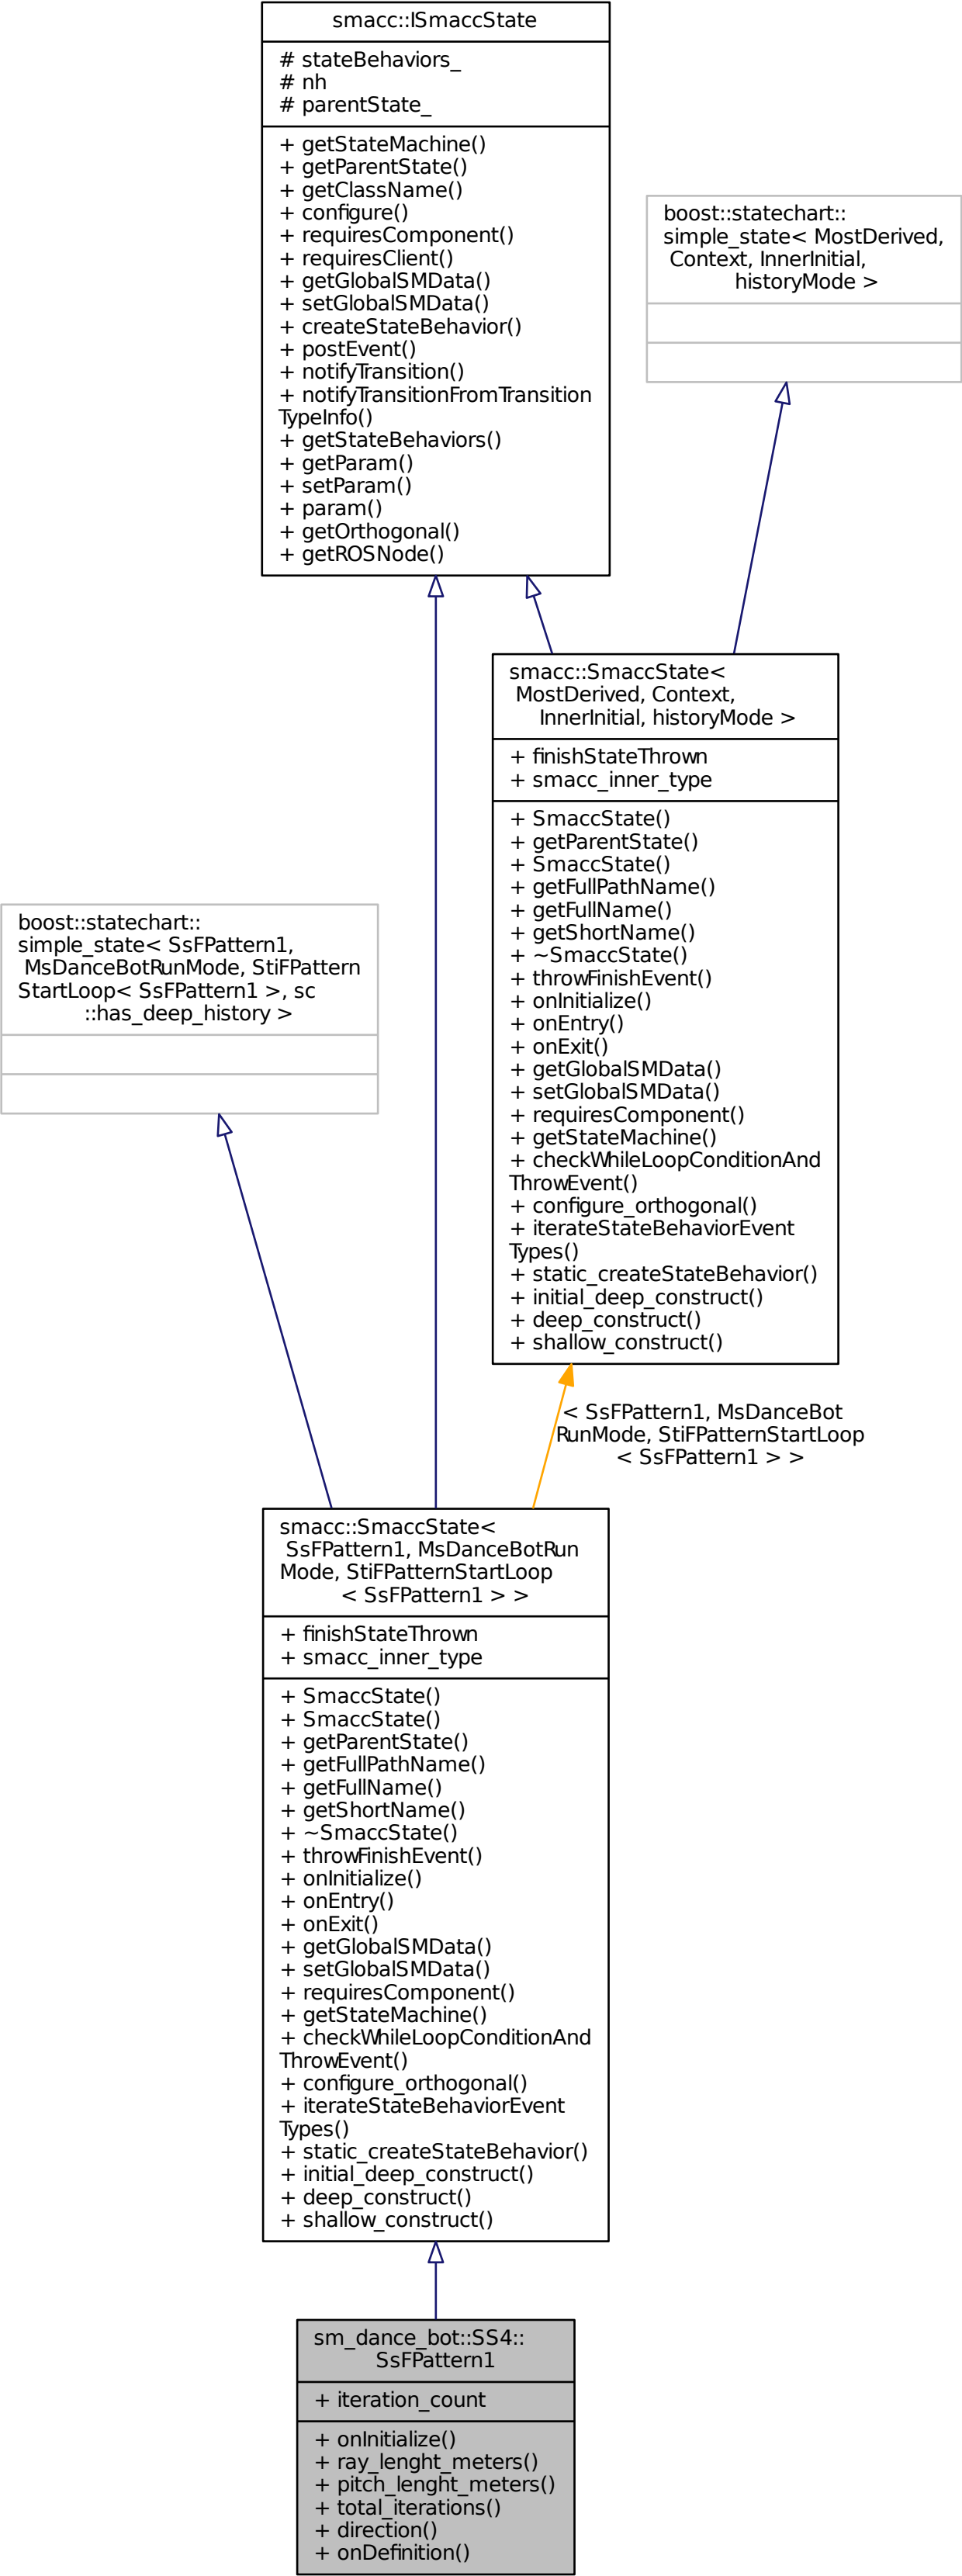 smacc::ISmaccState
# stateBehaviors_
# nh
# parentState_
+ getStateMachine()
+ getParentState()
+ getClassName()
+ configure()
+ requiresComponent()
+ requiresClient()
+ getGlobalSMData()
+ setGlobalSMData()
+ createStateBehavior()
+ postEvent()
+ notifyTransition()
+ notifyTransitionFromTransition
TypeInfo()
+ getStateBehaviors()
+ getParam()
+ setParam()
+ param()
+ getOrthogonal()
+ getROSNode()
boost::statechart::
simple_state< MostDerived,
Context, InnerInitial,
historyMode >
smacc::SmaccState<
MostDerived, Context,
InnerInitial, historyMode >
+ finishStateThrown
+ smacc_inner_type
+ SmaccState()
+ getParentState()
+ SmaccState()
+ getFullPathName()
+ getFullName()
+ getShortName()
+ ~SmaccState()
+ throwFinishEvent()
+ onInitialize()
+ onEntry()
+ onExit()
+ getGlobalSMData()
+ setGlobalSMData()
+ requiresComponent()
+ getStateMachine()
+ checkWhileLoopConditionAnd
ThrowEvent()
+ configure_orthogonal()
+ iterateStateBehaviorEvent
Types()
+ static_createStateBehavior()
+ initial_deep_construct()
+ deep_construct()
+ shallow_construct()
boost::statechart::
simple_state< SsFPattern1,
MsDanceBotRunMode, StiFPattern
StartLoop< SsFPattern1 >, sc
::has_deep_history >
< SsFPattern1, MsDanceBot
RunMode, StiFPatternStartLoop
< SsFPattern1 > >
smacc::SmaccState<
SsFPattern1, MsDanceBotRun
Mode, StiFPatternStartLoop
< SsFPattern1 > >
+ finishStateThrown
+ smacc_inner_type
+ SmaccState()
+ SmaccState()
+ getParentState()
+ getFullPathName()
+ getFullName()
+ getShortName()
+ ~SmaccState()
+ throwFinishEvent()
+ onInitialize()
+ onEntry()
+ onExit()
+ getGlobalSMData()
+ setGlobalSMData()
+ requiresComponent()
+ getStateMachine()
+ checkWhileLoopConditionAnd
ThrowEvent()
+ configure_orthogonal()
+ iterateStateBehaviorEvent
Types()
+ static_createStateBehavior()
+ initial_deep_construct()
+ deep_construct()
+ shallow_construct()
sm_dance_bot::SS4::
SsFPattern1
+ iteration_count
+ onInitialize()
+ ray_lenght_meters()
+ pitch_lenght_meters()
+ total_iterations()
+ direction()
+ onDefinition()